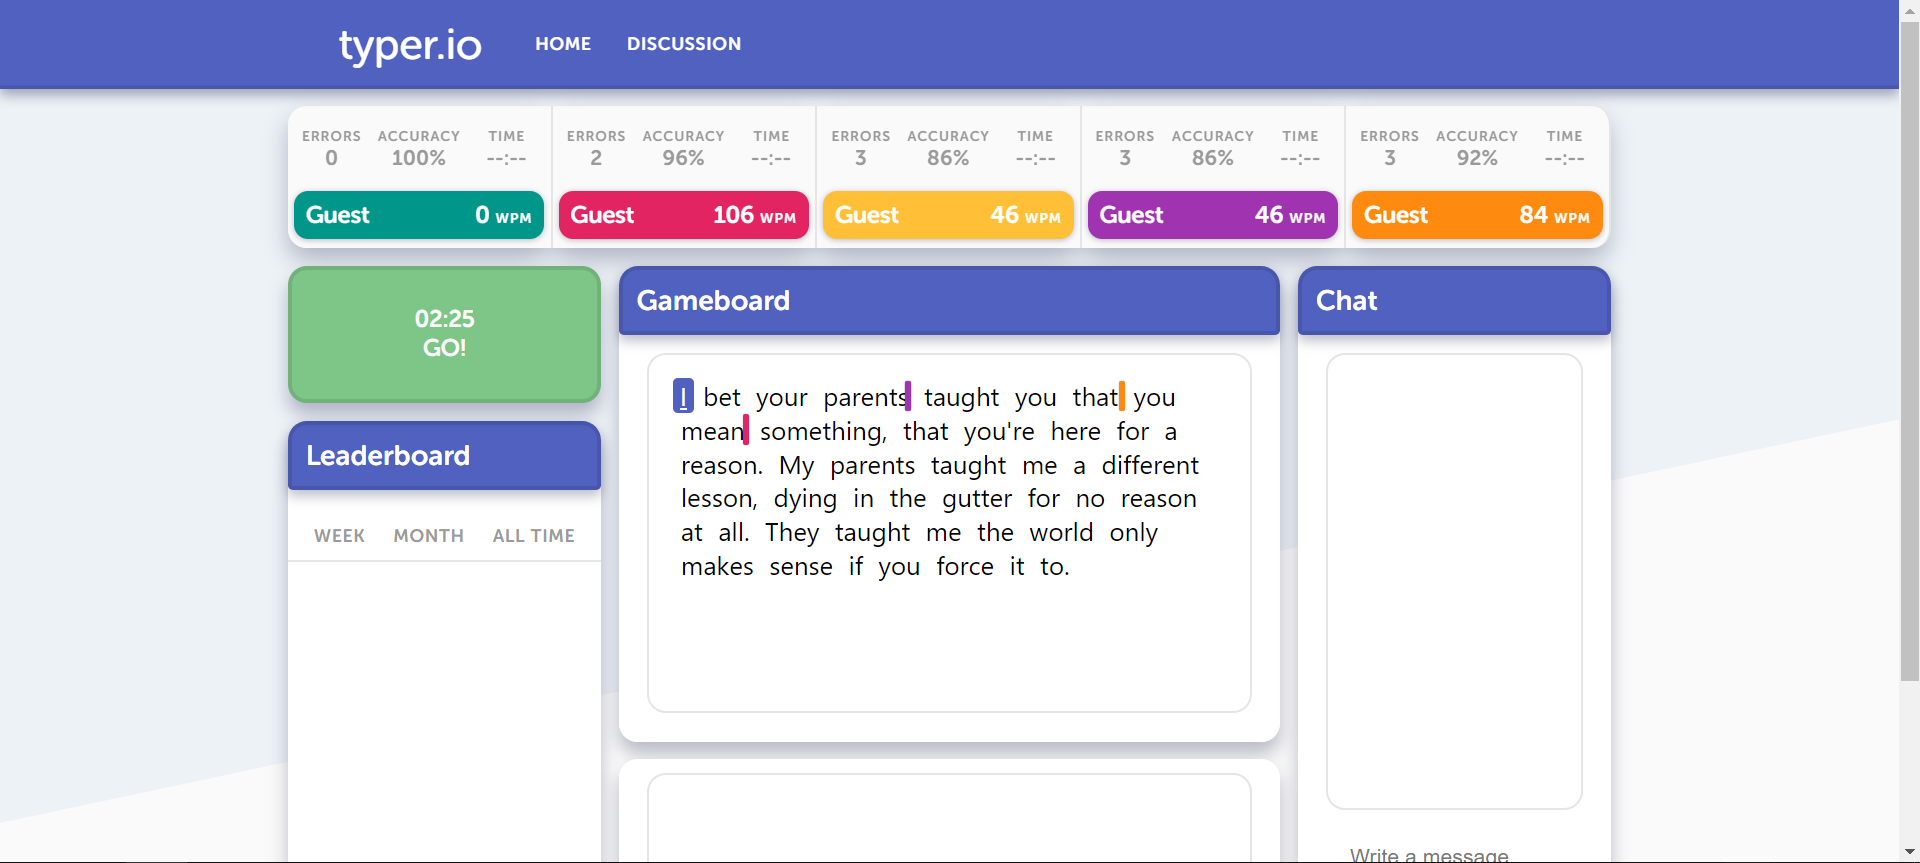 typer.io HOME DISCUSSION
ERRORS ACCURACY TIME
0 100% --:--
Guest 0 WPM
ERRORS ACCURACY TIME
2 96% --:--
Guest 106 WPM
ERRORS ACCURACY TIME
3 86% --:--
Guest 46 WPM
ERRORS ACCURACY TIME
3 86% --:--
Guest 46 WPM
ERRORS ACCURACY TIME
3 92% --:--
Guest 84 WPM
02:25
GO!
Leaderboard
WEEK MONTH ALL TIME
Gameboard
I bet your parents taught you that you
mean something, that you're here for a
reason. My parents taught me a different
lesson, dying in the gutter for no reason
at all. They taught me the world only
makes sense if you force it to.
Chat
Write a message